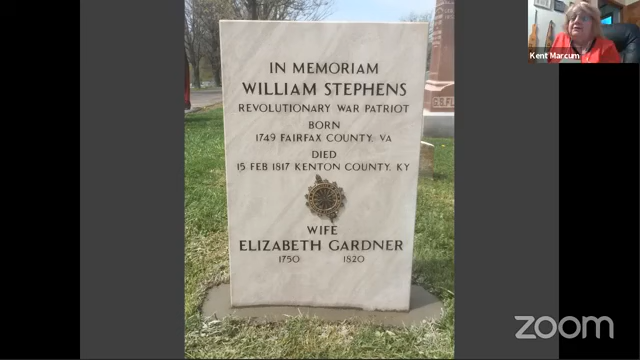 Kent Marcum
IN MEMORIAM
WILLIAM STEPHENS
REVOLUTIONARY WAR PATRIOT
BORN
1749 FAIRFAX COUNTY, VA
DIED
15 FEB 1817 KENTON COUNTY, KY
WIFE
ELIZABETH GARDNER
1750 1820
zoom